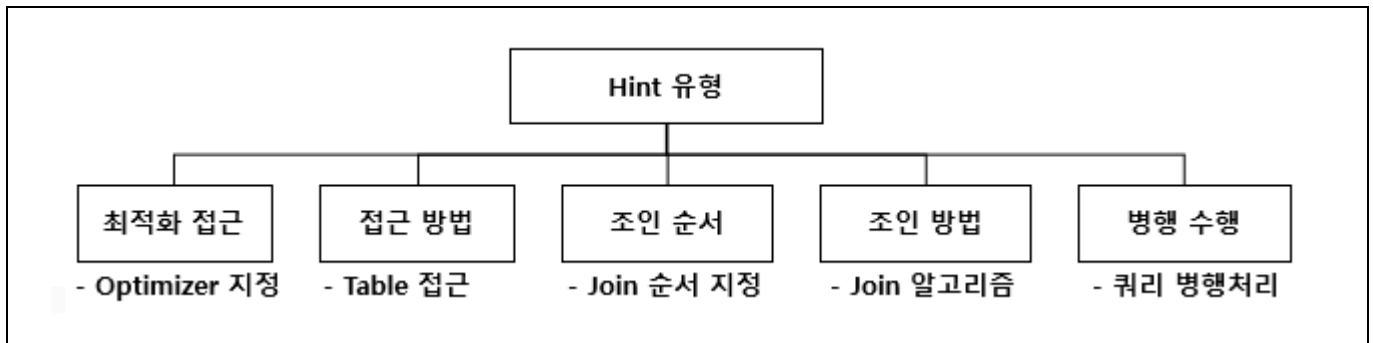 Hint 유형
최적화 접근
접근 방법
조인 순서
조인 방법
병행 수행
- Optimizer 지정
- Table 접근
- Join 순서 지정
- Join 알고리즘
- 쿼리 병행처리